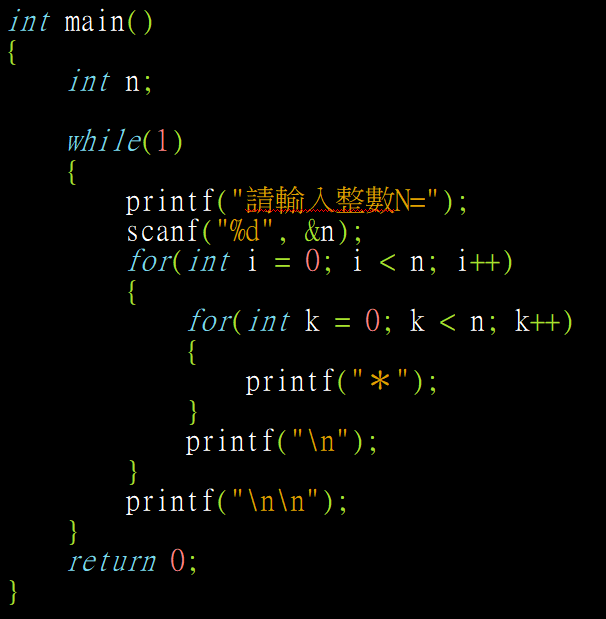 int main()
{
    int n;

    while(1)
    {
        printf("請輸入整數N=");
        scanf("%d", &n);
        for(int i = 0; i < n; i++)
        {
            for(int k = 0; k < n; k++)
            {
                printf("＊");
            }
            printf("\n");
        }
        printf("\n\n");
    }
    return 0;
}